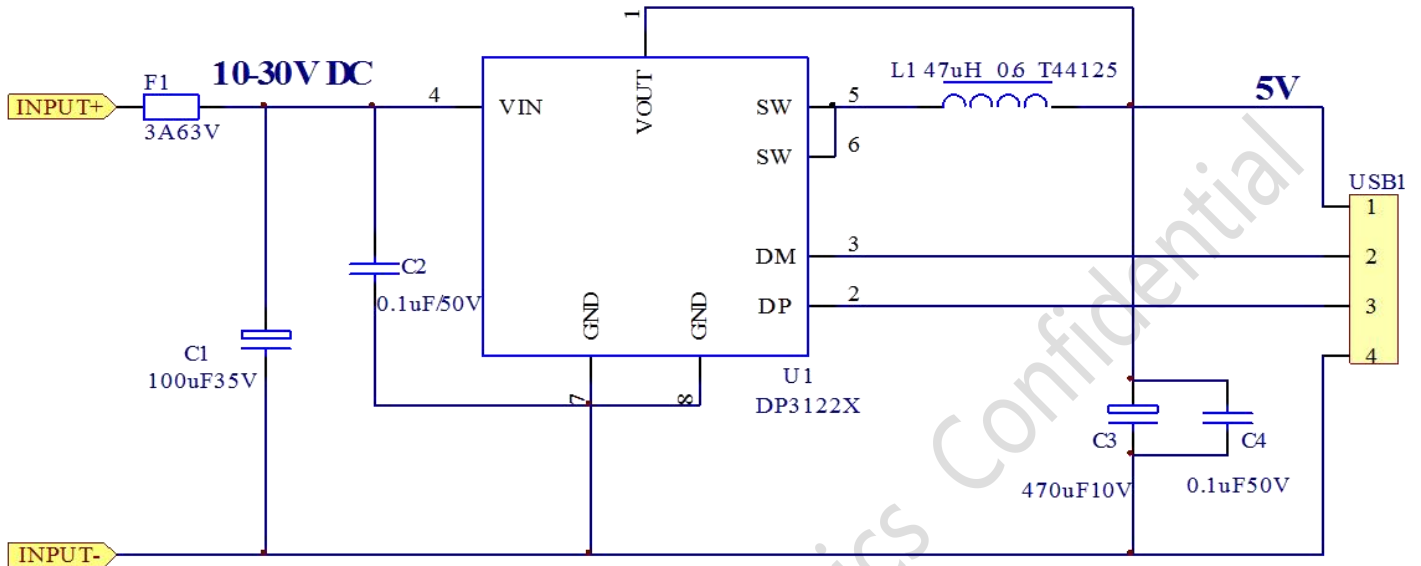 1
F1
10-30V DC
L1 47uH 0.6 T44125
INPUT+
4
VIN
VOUT
SW
5
5V
3A63V
SW
6
USB1
1
DM
3
2
C2
0.1uF/50V
GND
GND
DP
2
3
C1
100uF35V
4
U1
DP3122X
7
8
C3
C4
470uF10V
0.1uF50V
INPUT-
ics Confidential